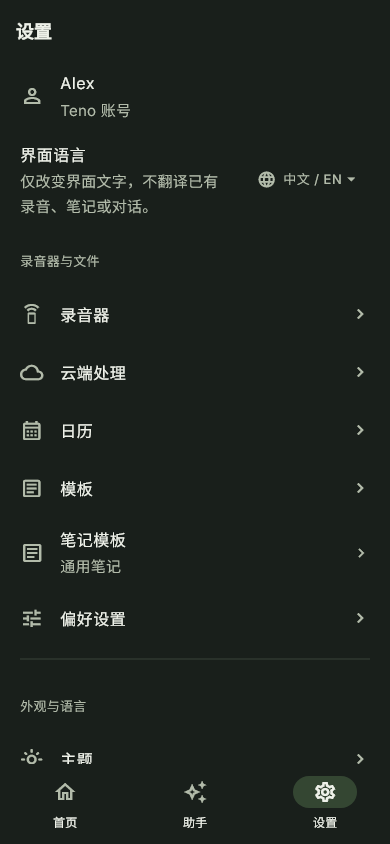 设置
Alex
Teno 账号
界面语言
仅改变界面文字，不翻译已有
录音、笔记或对话。
中文 / EN
录音器与文件
录音器
云端处理
日历
模板
笔记模板
通用笔记
偏好设置
外观与语言
主题
首页
助手
设置